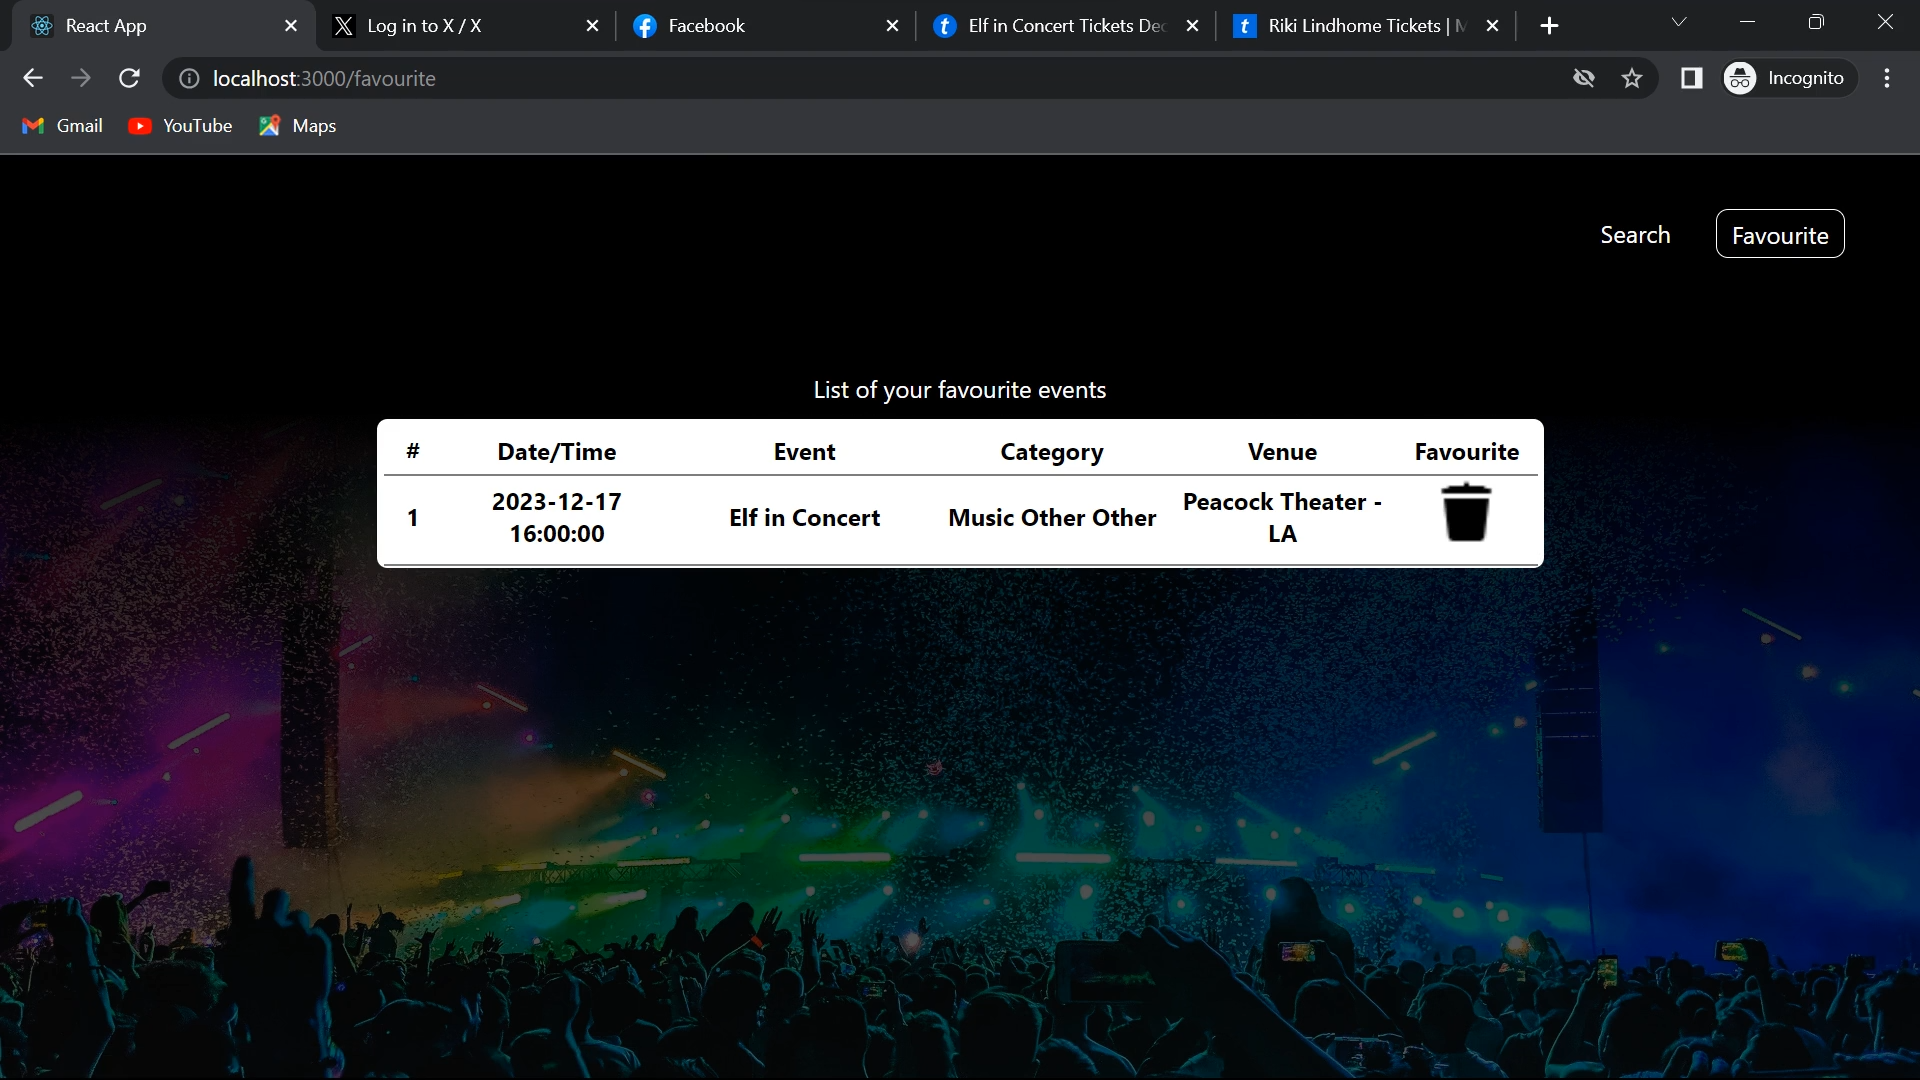 React App
Log in to X / X
Facebook
Elf in Concert Tickets Dec
Riki Lindhome Tickets |
localhost:3000/favourite
Incognito
Gmail
YouTube
Maps
Search
Favourite
List of your favourite events
# Date/Time Event Category Venue Favourite
1 2023-12-17 16:00:00 Elf in Concert Music Other Other Peacock Theater - LA